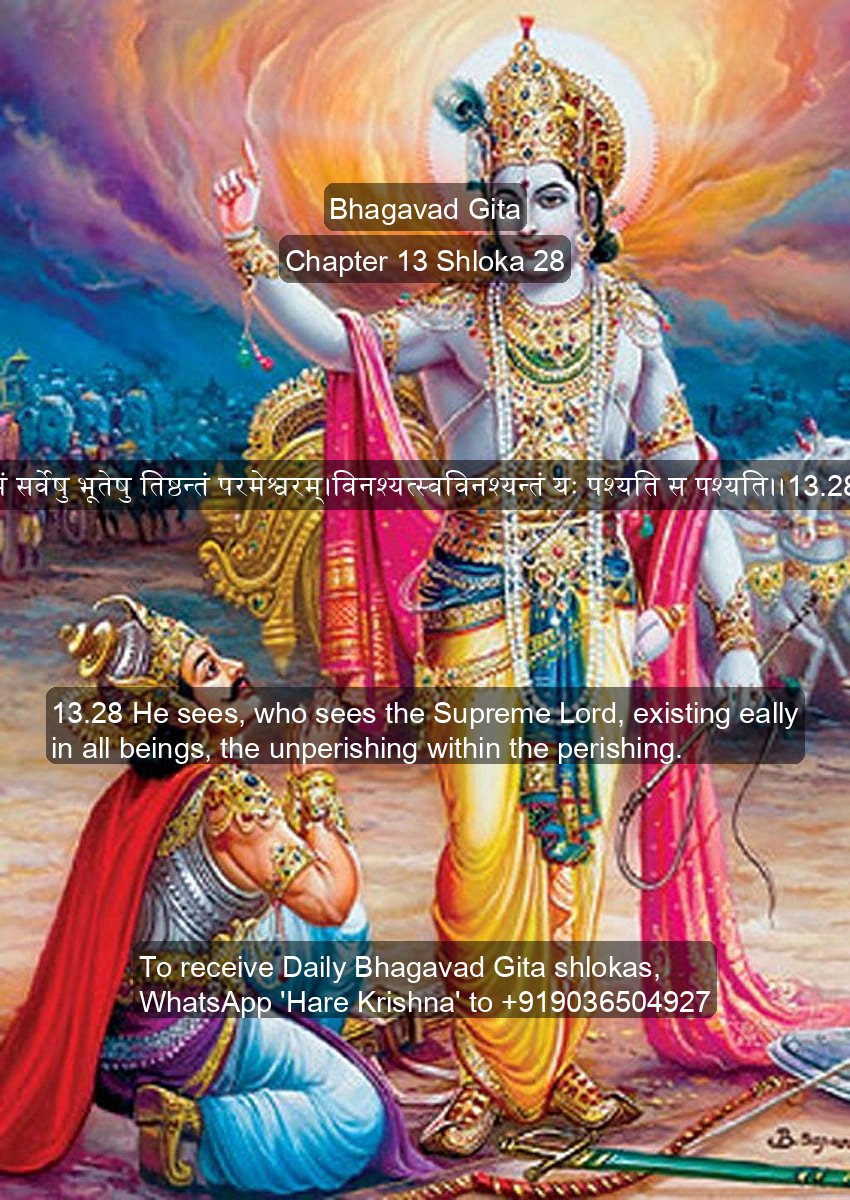 Bhagavad Gita
Chapter 13 Shloka 28
सर्वेषु भूतेषु तिष्ठन्तं परमेश्वरम्।विनश्यत्स्वविनश्यन्तं यः पश्यति स पश्यति।।13.28
13.28 He sees, who sees the Supreme Lord, existing eally
in all beings, the unperishing within the perishing.
To receive Daily Bhagavad Gita shlokas,
WhatsApp 'Hare Krishna' to +919036504927